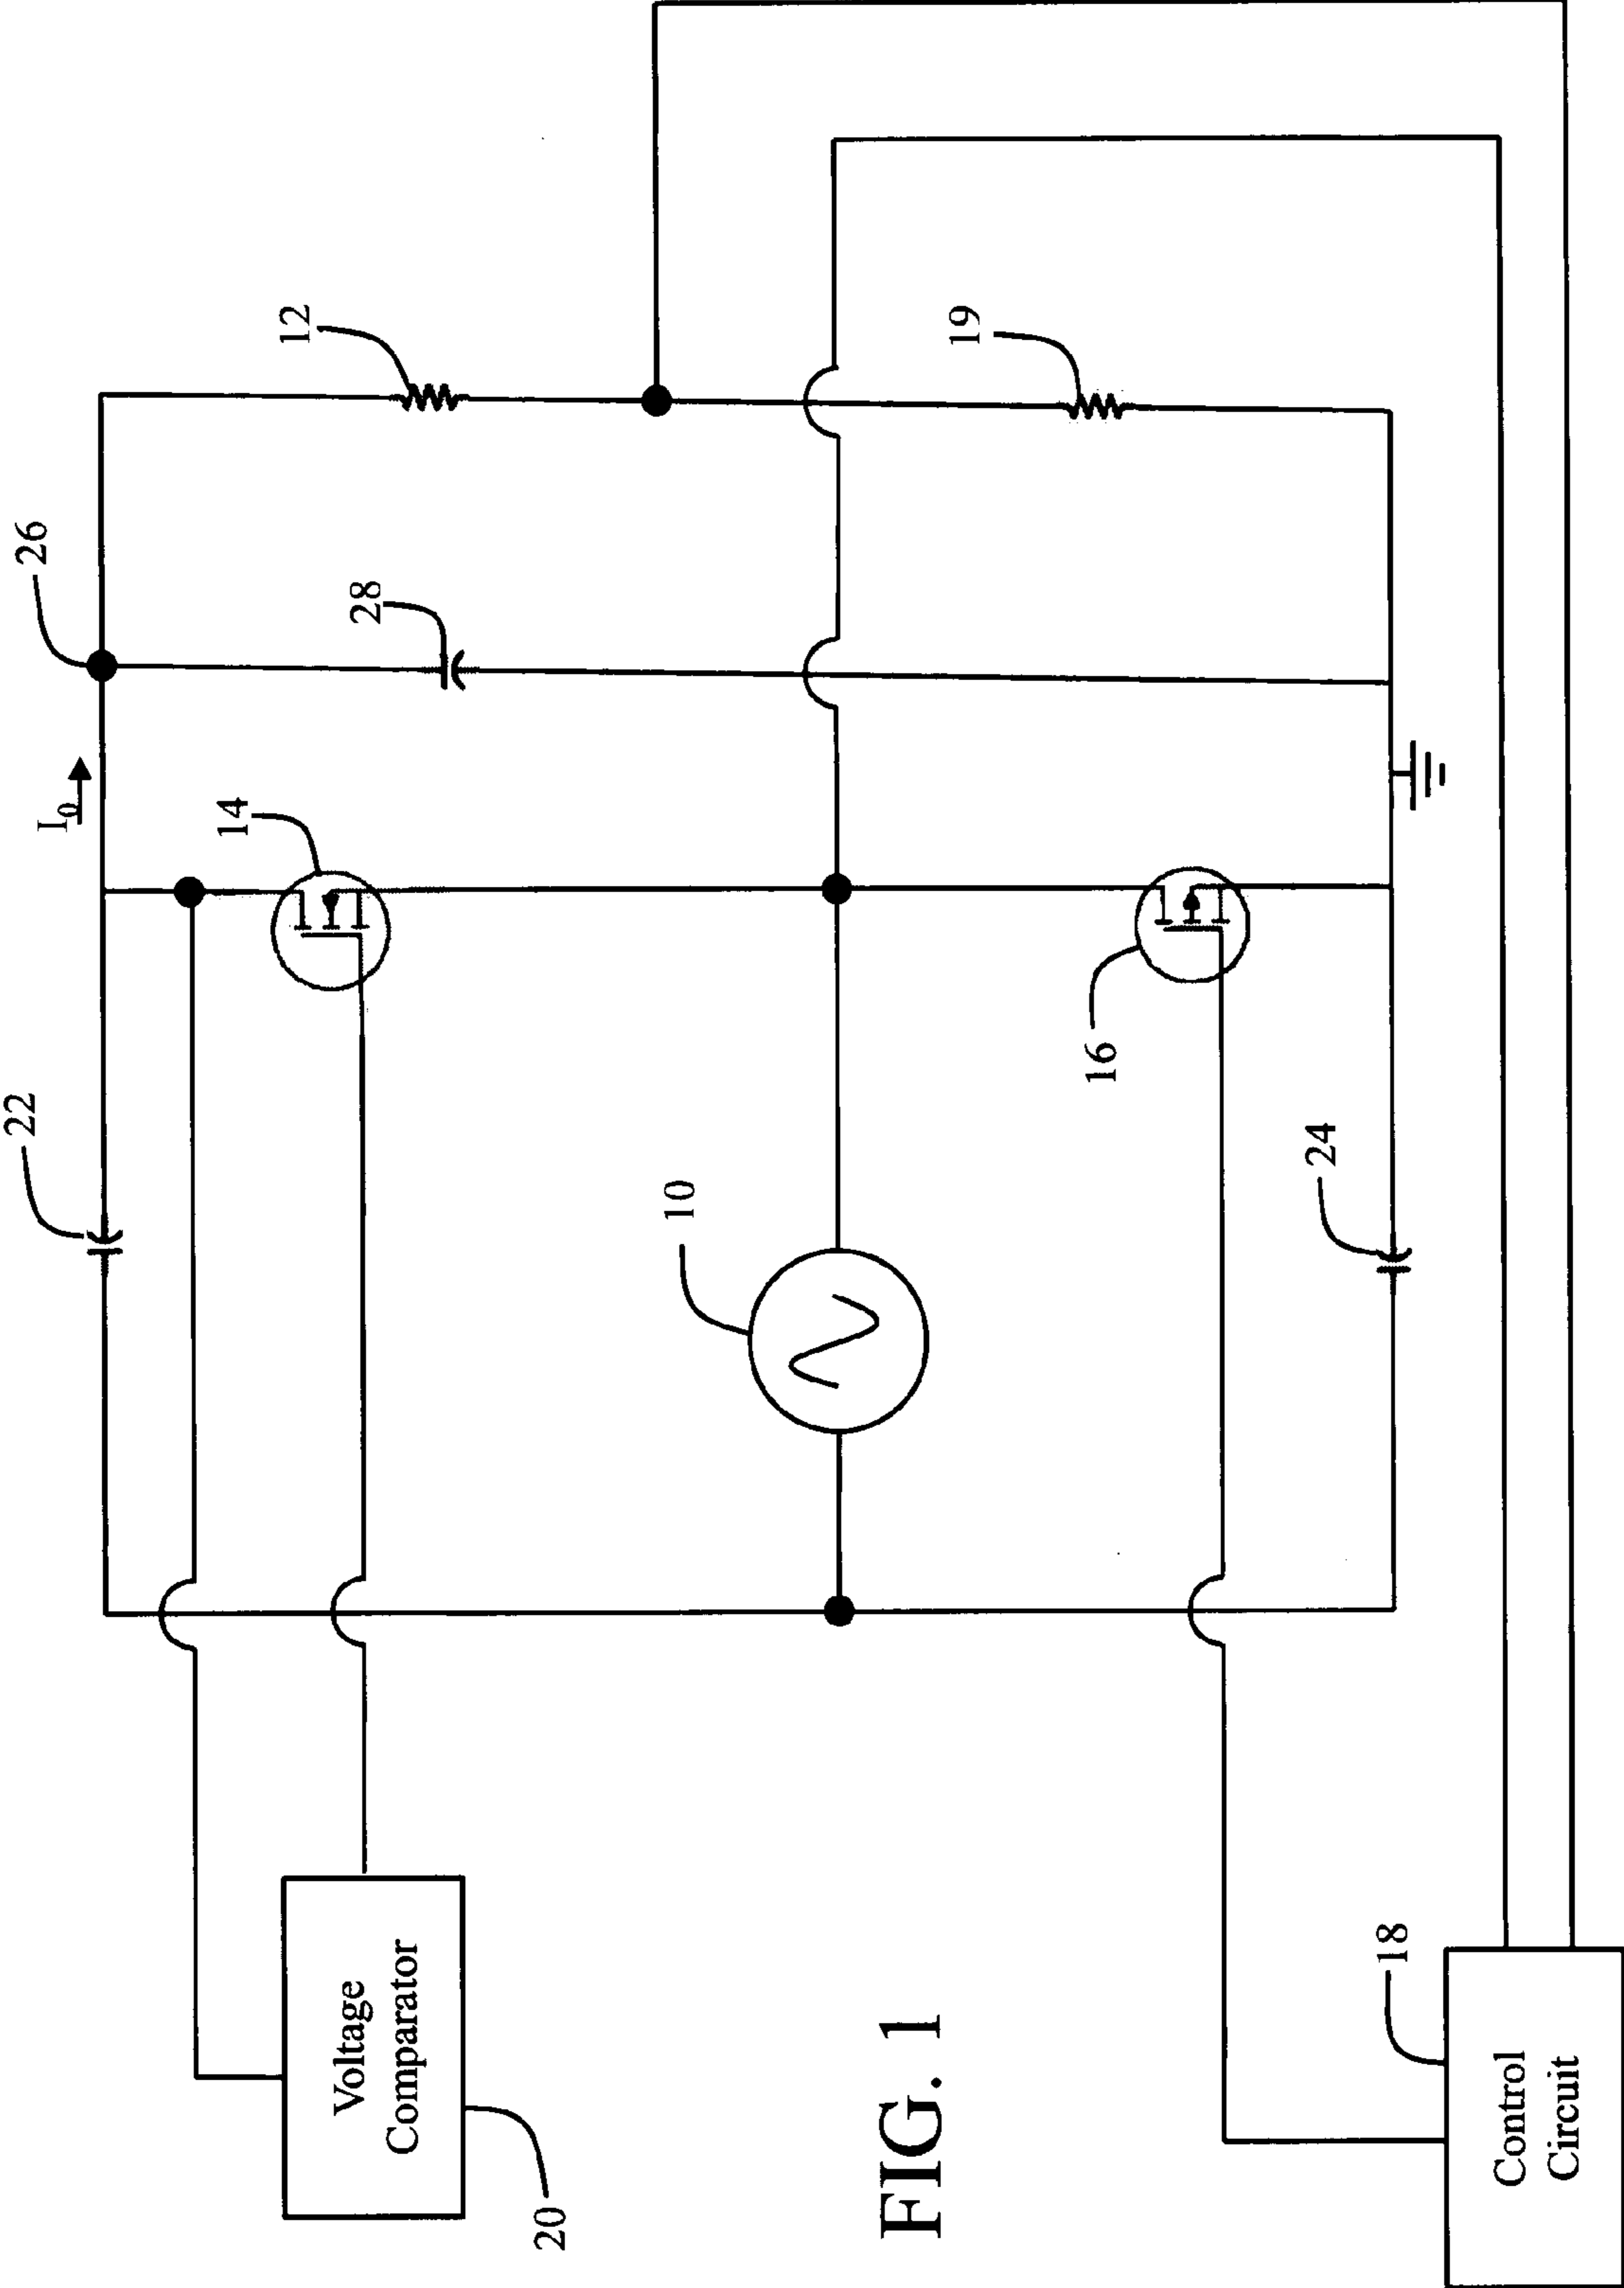 22
I0
26
14
12
28
10
16
24
19
Voltage
Comparator
20
FIG. 1
18
Control
Circuit